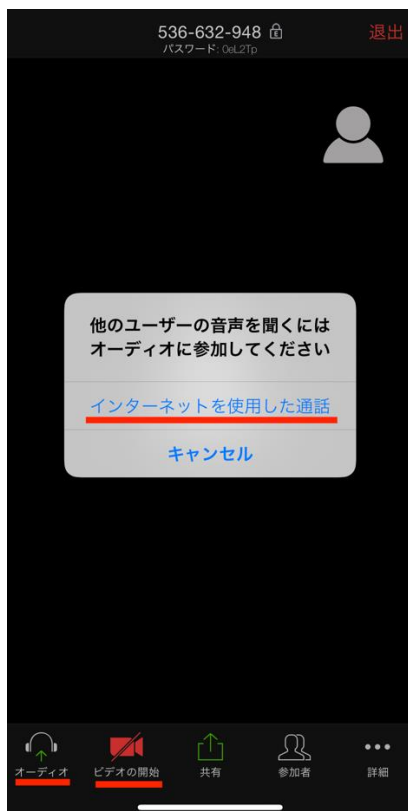 536-632-948
退出
パスワード: 0eL2Tp
他のユーザーの音声を聞くには
オーディオに参加してください
インターネットを使用した通話
キャンセル
オーディオ
ビデオの開始
共有
参加者
詳細